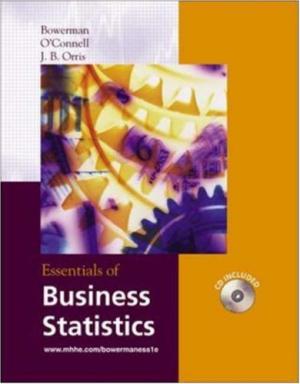 Bowerman
O'Connell
J. B. Orris
Essentials of
Business
Statistics
www.mhhe.com/bowermaness1e
CD INCLUDED